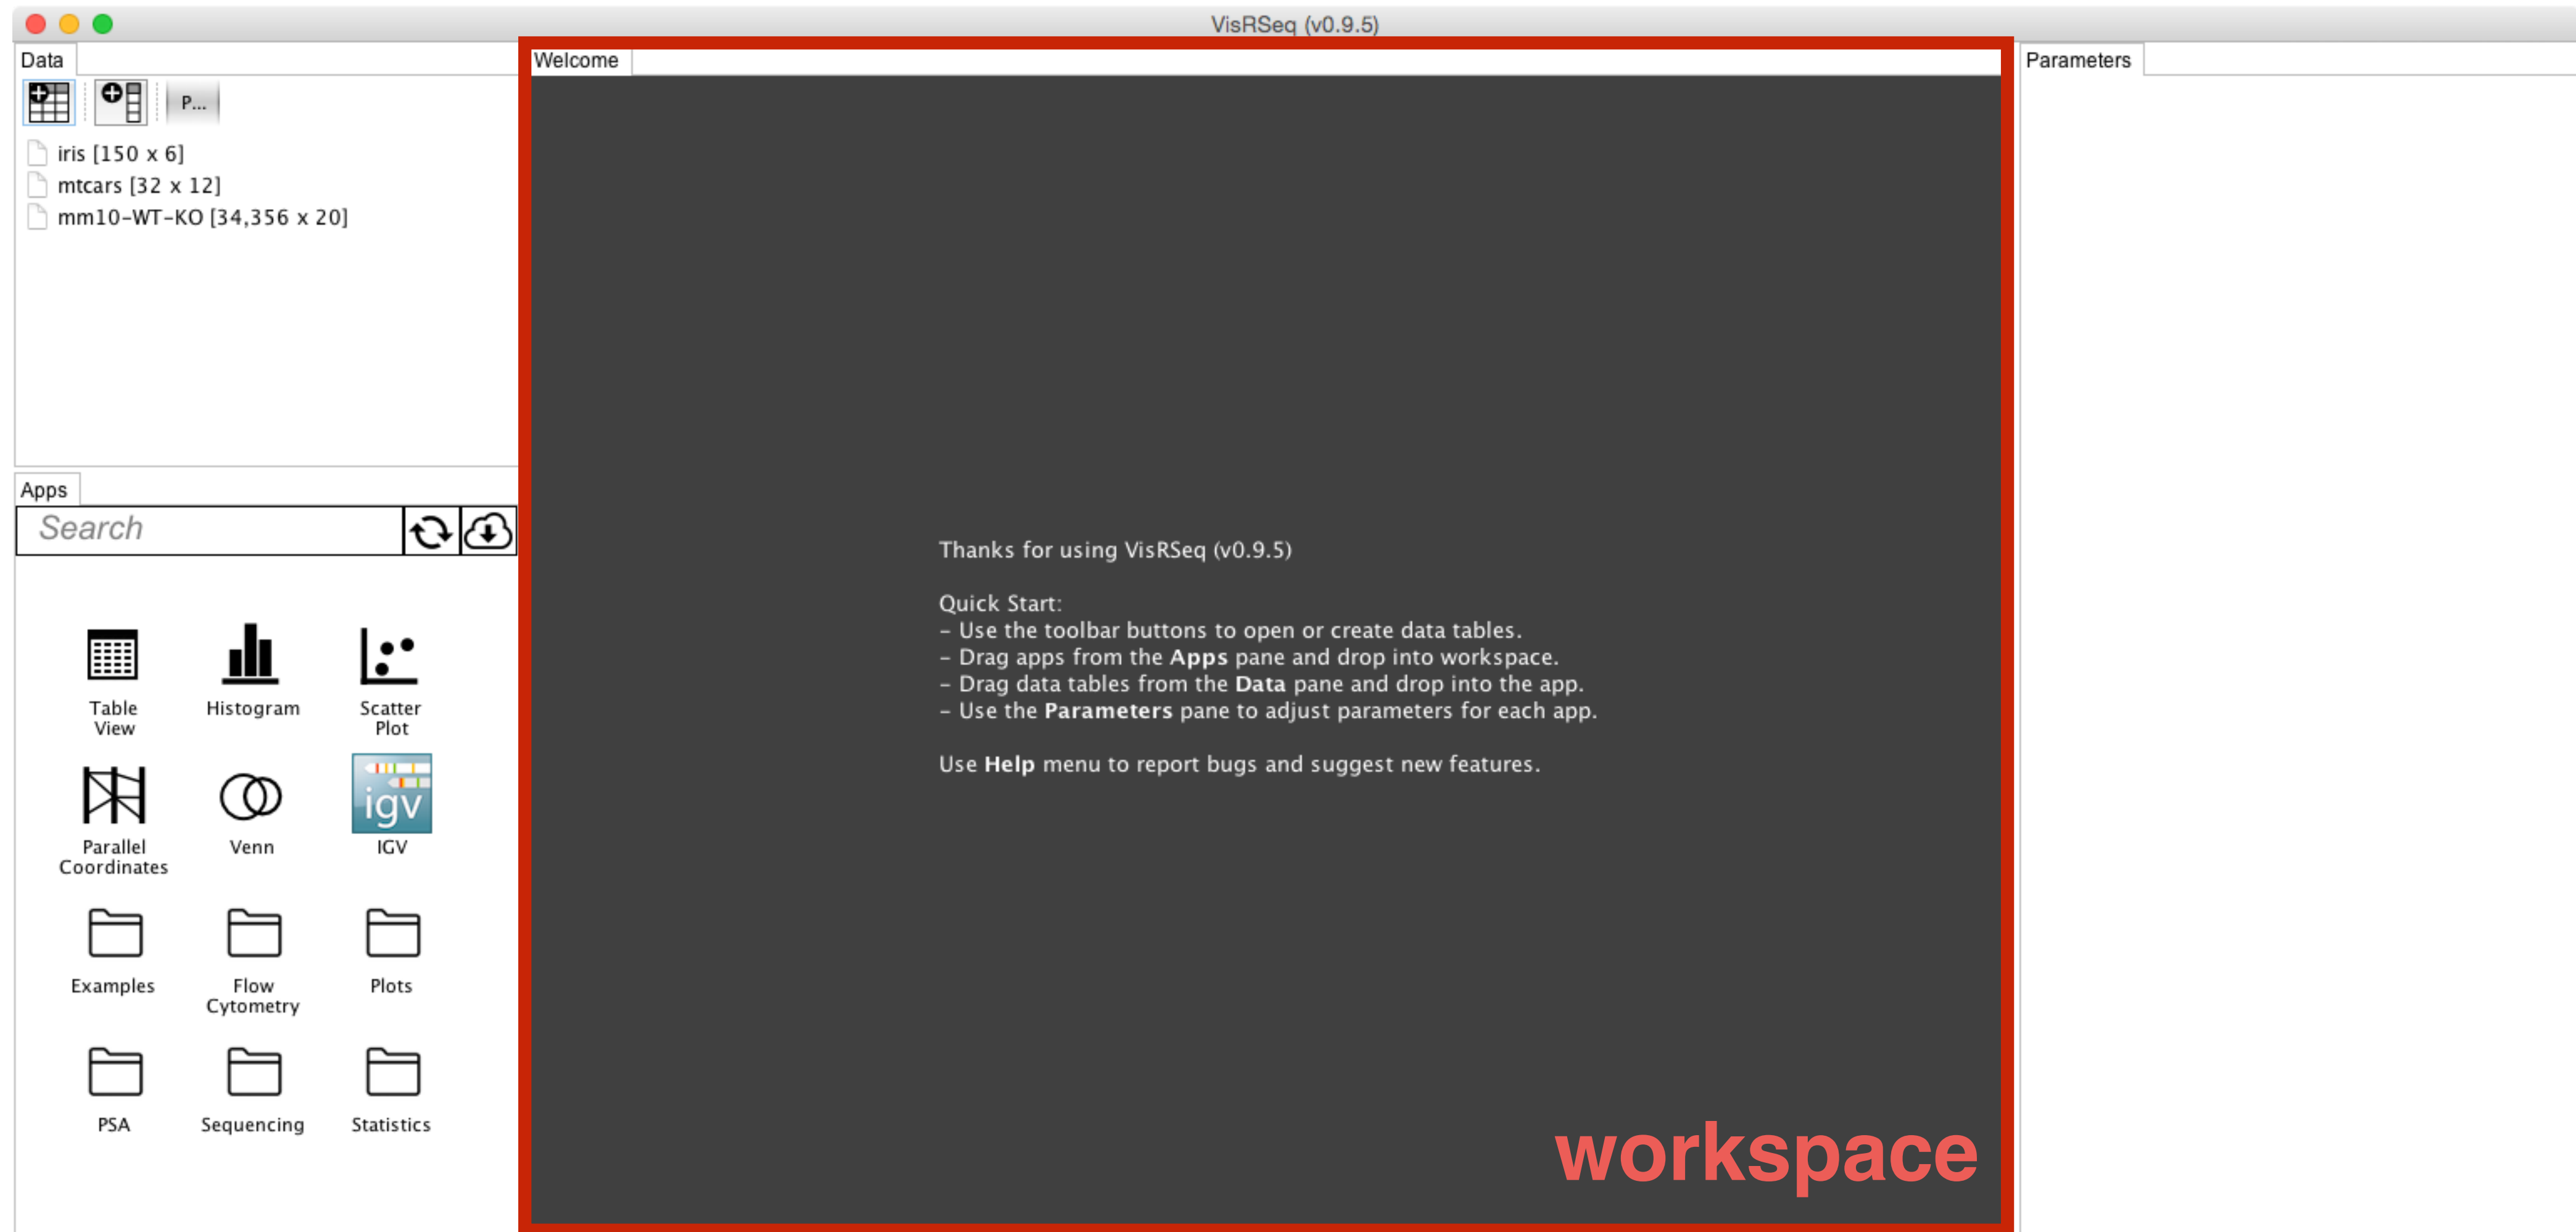 VisRSeq (v0.9.5)
Data
P...
iris [150 x 6]
mtcars [32 x 12]
mm10-WT-KO [34,356 x 20]
Apps
Search
Table
View
Histogram
Scatter
Plot
Parallel
Coordinates
Venn
igv
IGV
Examples
Flow
Cytometry
Plots
PSA
Sequencing
Statistics
Welcome
Thanks for using VisRSeq (v0.9.5)
Quick Start:
– Use the toolbar buttons to open or create data tables.
– Drag apps from the Apps pane and drop into workspace.
– Drag data tables from the Data pane and drop into the app.
– Use the Parameters pane to adjust parameters for each app.
Use Help menu to report bugs and suggest new features.
workspace
Parameters